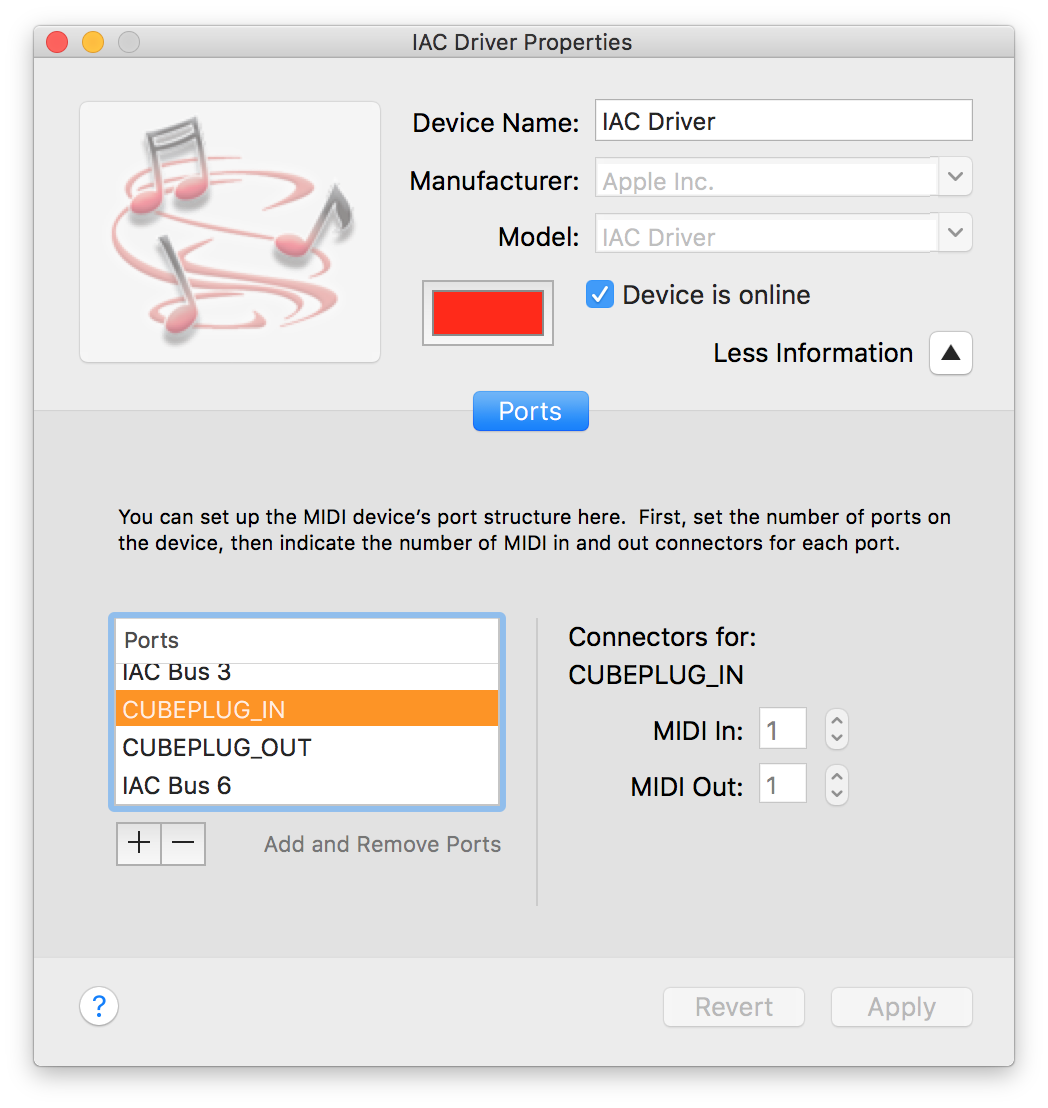 IAC Driver Properties
Device Name: IAC Driver
Manufacturer: Apple Inc.
Model: IAC Driver
Device is online
Less Information
Ports
You can set up the MIDI device's port structure here.  First, set the number of ports on
the device, then indicate the number of MIDI in and out connectors for each port.
Ports
IAC Bus 3
CUBEPLUG_IN
CUBEPLUG_OUT
IAC Bus 6
+ −
Add and Remove Ports
Connectors for:
CUBEPLUG_IN
MIDI In: 1
MIDI Out: 1
?
Revert
Apply